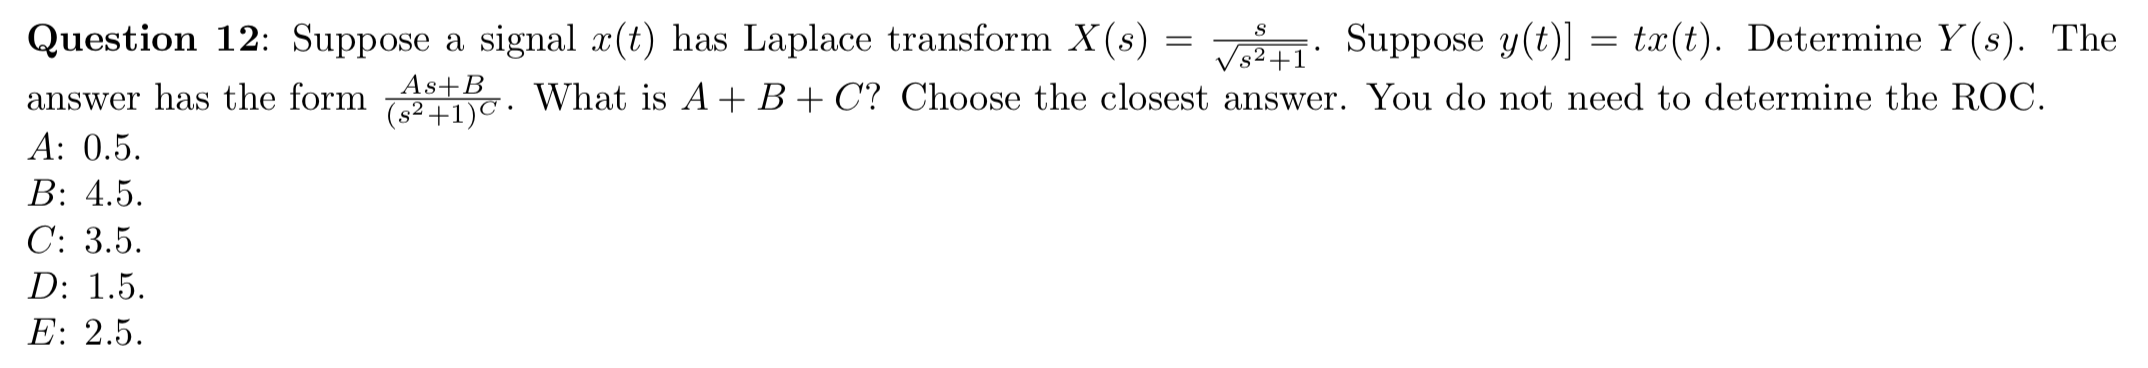 Question 12: Suppose a signal x(t) has Laplace transform X(s) = \frac{s}{\sqrt{s^2+1}}. Suppose y(t)] = tx(t). Determine Y(s). The
answer has the form \frac{As+B}{(s^2+1)^C}. What is A + B + C? Choose the closest answer. You do not need to determine the ROC.
A: 0.5.
B: 4.5.
C: 3.5.
D: 1.5.
E: 2.5.